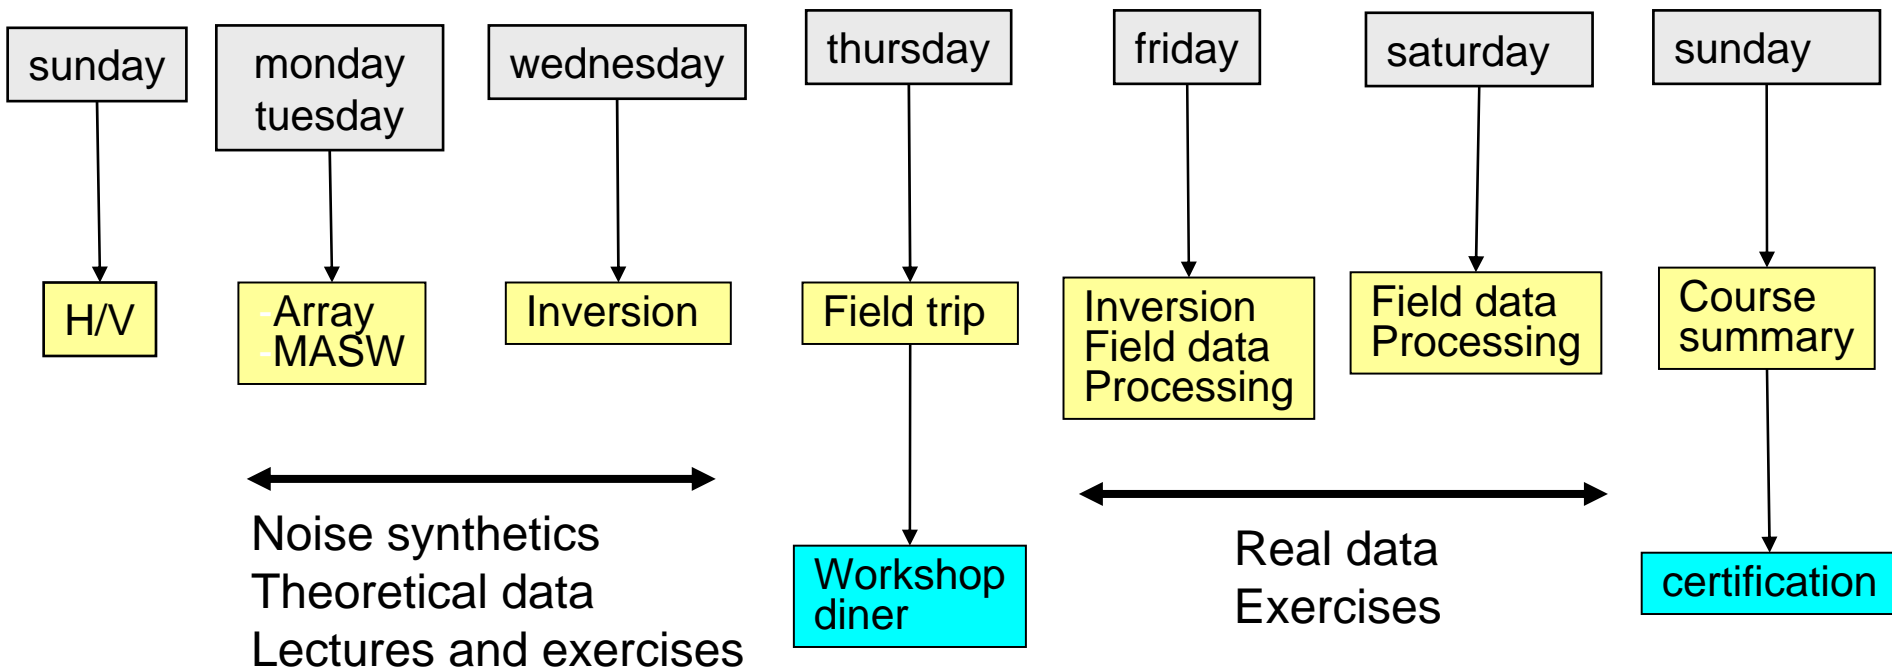 sunday
monday
tuesday
wednesday
thursday
friday
saturday
sunday
H/V
-Array
-MASW
Inversion
Field trip
Inversion
Field data
Processing
Field data
Processing
Course
summary
Noise synthetics
Theoretical data
Lectures and exercises
Workshop
diner
Real data
Exercises
certification